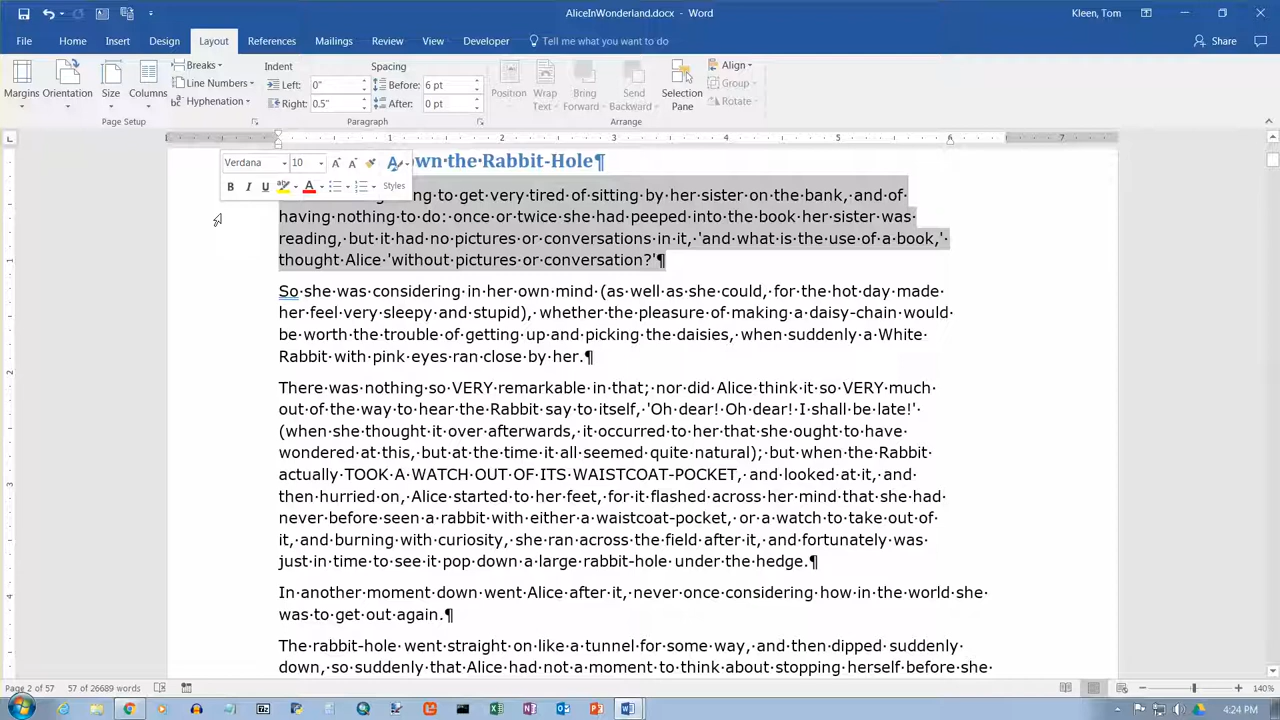 AliceInWonderland.docx - Word
Kleen, Tom
File Home Insert Design Layout References Mailings Review View Developer Tell me what you want to do Share
Margins Orientation Size Columns Breaks Line Numbers Hyphenation
Page Setup
Indent Spacing
Left: 0" Before: 6 pt
Right: 0.5" After: 0 pt
Paragraph
Position Wrap Text Bring Forward Send Backward Selection Pane Align Group Rotate
Arrange
1 2 3 4 5 6 7
own·the·Rabbit-Hole¶
Verdana 10
B I U A Styles
to·get·very·tired·of·sitting·by·her·sister·on·the·bank,·and·of·
having·nothing·to·do:·once·or·twice·she·had·peeped·into·the·book·her·sister·was·
reading,·but·it·had·no·pictures·or·conversations·in·it,·'and·what·is·the·use·of·a·book,'·
thought·Alice·'without·pictures·or·conversation?'¶
So·she·was·considering·in·her·own·mind·(as·well·as·she·could,·for·the·hot·day·made·
her·feel·very·sleepy·and·stupid),·whether·the·pleasure·of·making·a·daisy-chain·would·
be·worth·the·trouble·of·getting·up·and·picking·the·daisies,·when·suddenly·a·White·
Rabbit·with·pink·eyes·ran·close·by·her.¶
There·was·nothing·so·VERY·remarkable·in·that;·nor·did·Alice·think·it·so·VERY·much·
out·of·the·way·to·hear·the·Rabbit·say·to·itself,·'Oh·dear!·Oh·dear!·I·shall·be·late!'·
(when·she·thought·it·over·afterwards,·it·occurred·to·her·that·she·ought·to·have·
wondered·at·this,·but·at·the·time·it·all·seemed·quite·natural);·but·when·the·Rabbit·
actually·TOOK·A·WATCH·OUT·OF·ITS·WAISTCOAT-POCKET,·and·looked·at·it,·and·
then·hurried·on,·Alice·started·to·her·feet,·for·it·flashed·across·her·mind·that·she·had·
never·before·seen·a·rabbit·with·either·a·waistcoat-pocket,·or·a·watch·to·take·out·of·
it,·and·burning·with·curiosity,·she·ran·across·the·field·after·it,·and·fortunately·was·
just·in·time·to·see·it·pop·down·a·large·rabbit-hole·under·the·hedge.¶
In·another·moment·down·went·Alice·after·it,·never·once·considering·how·in·the·world·she·
was·to·get·out·again.¶
The·rabbit-hole·went·straight·on·like·a·tunnel·for·some·way,·and·then·dipped·suddenly·
down,·so·suddenly·that·Alice·had·not·a·moment·to·think·about·stopping·herself·before·she·
1
2
3
4
Page 2 of 57 57 of 26689 words 140%
4:24 PM